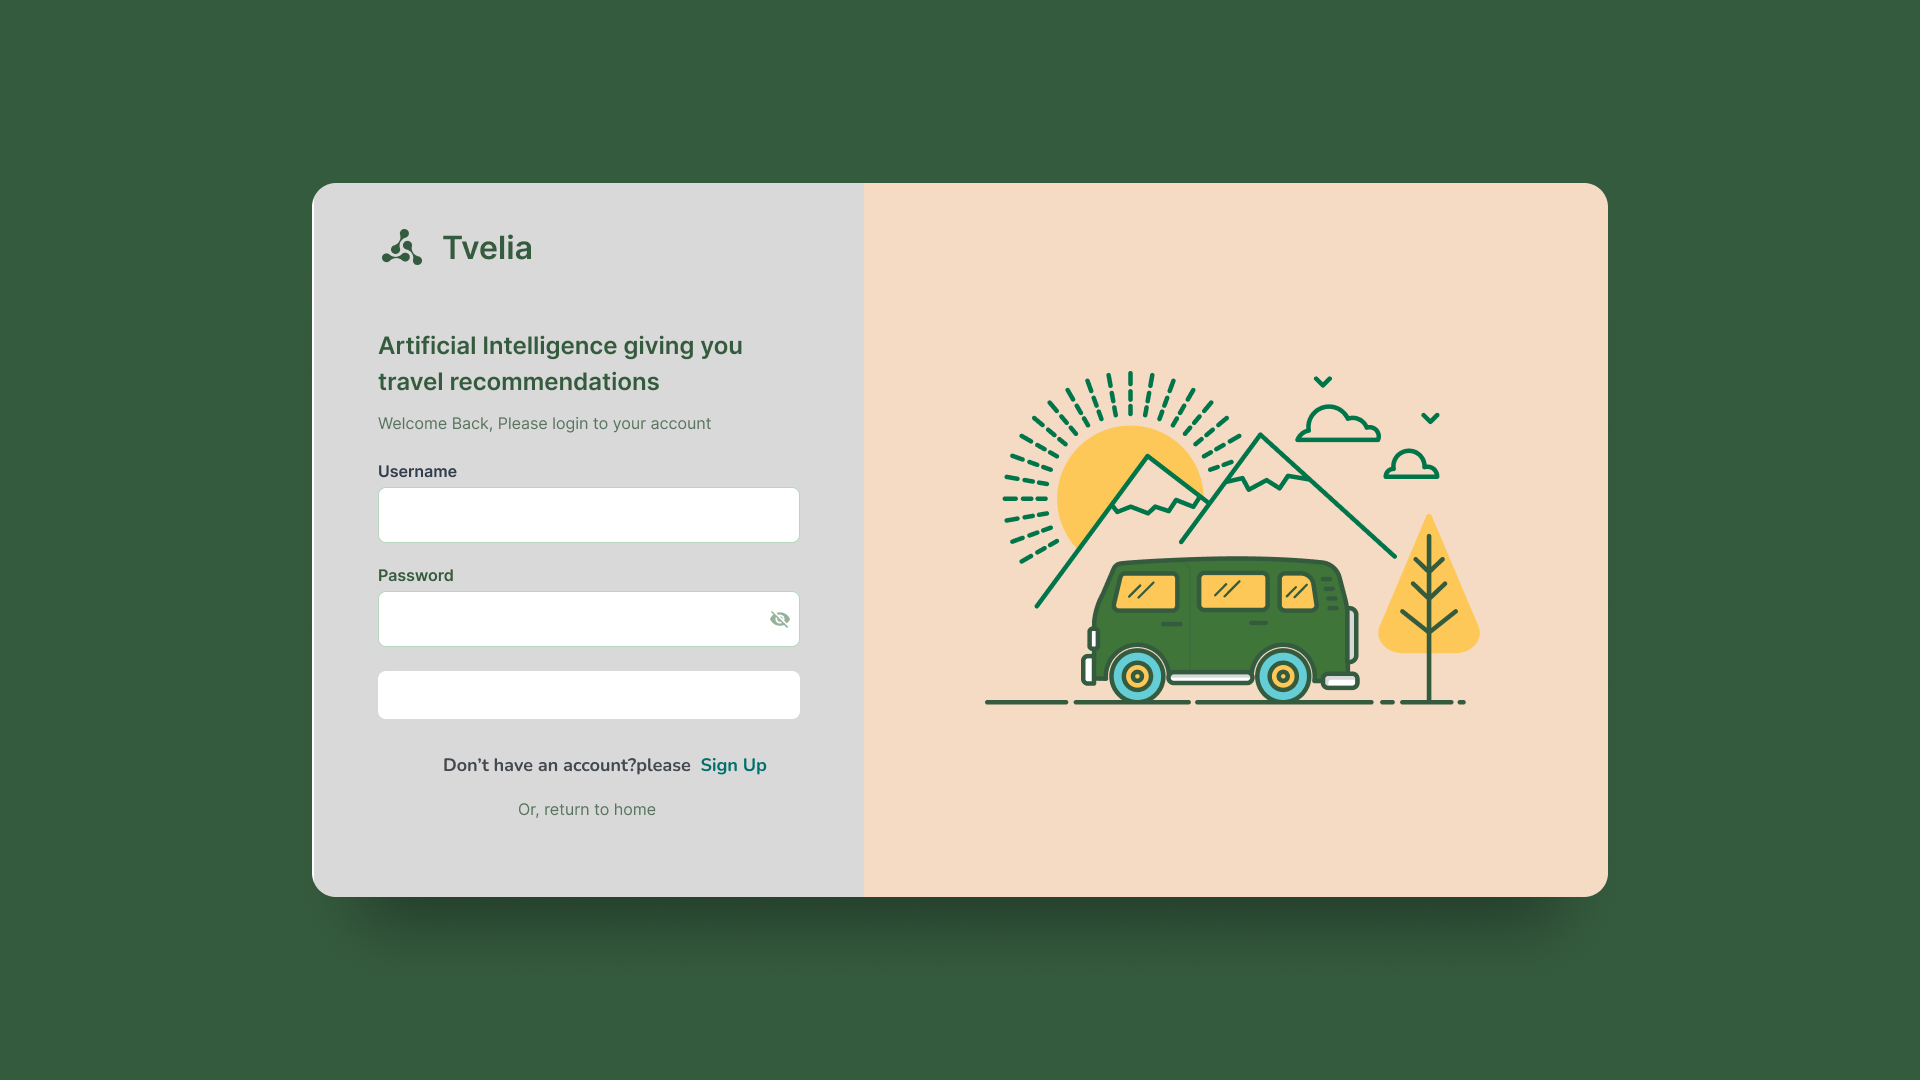 Tvelia
Artificial Intelligence giving you
travel recommendations
Welcome Back, Please login to your account
Username
Password
Don’t have an account?please Sign Up
Or, return to home